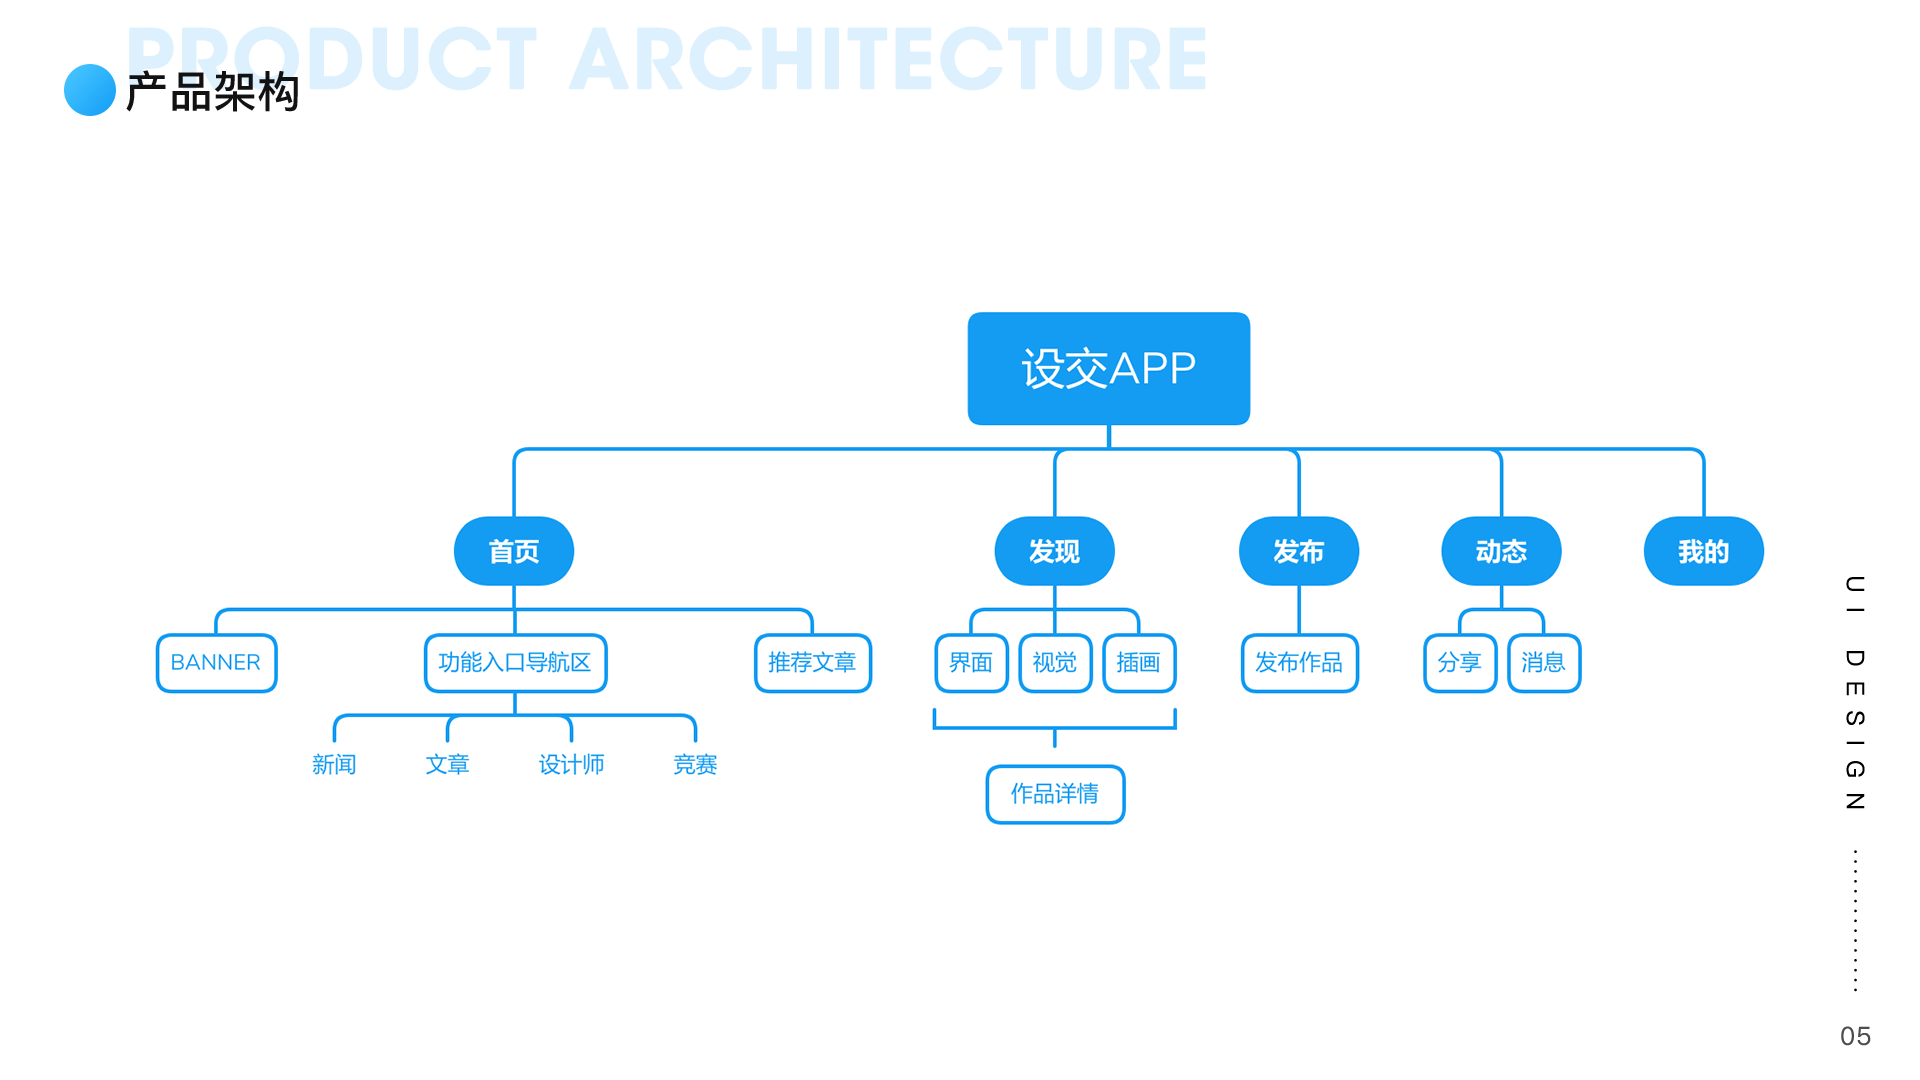 PRODUCT ARCHITECTURE
产品架构
设交APP
首页
发现
发布
动态
我的
BANNER
功能入口导航区
推荐文章
界面
视觉
插画
发布作品
分享
消息
新闻
文章
设计师
竞赛
作品详情
UI DESIGN
05